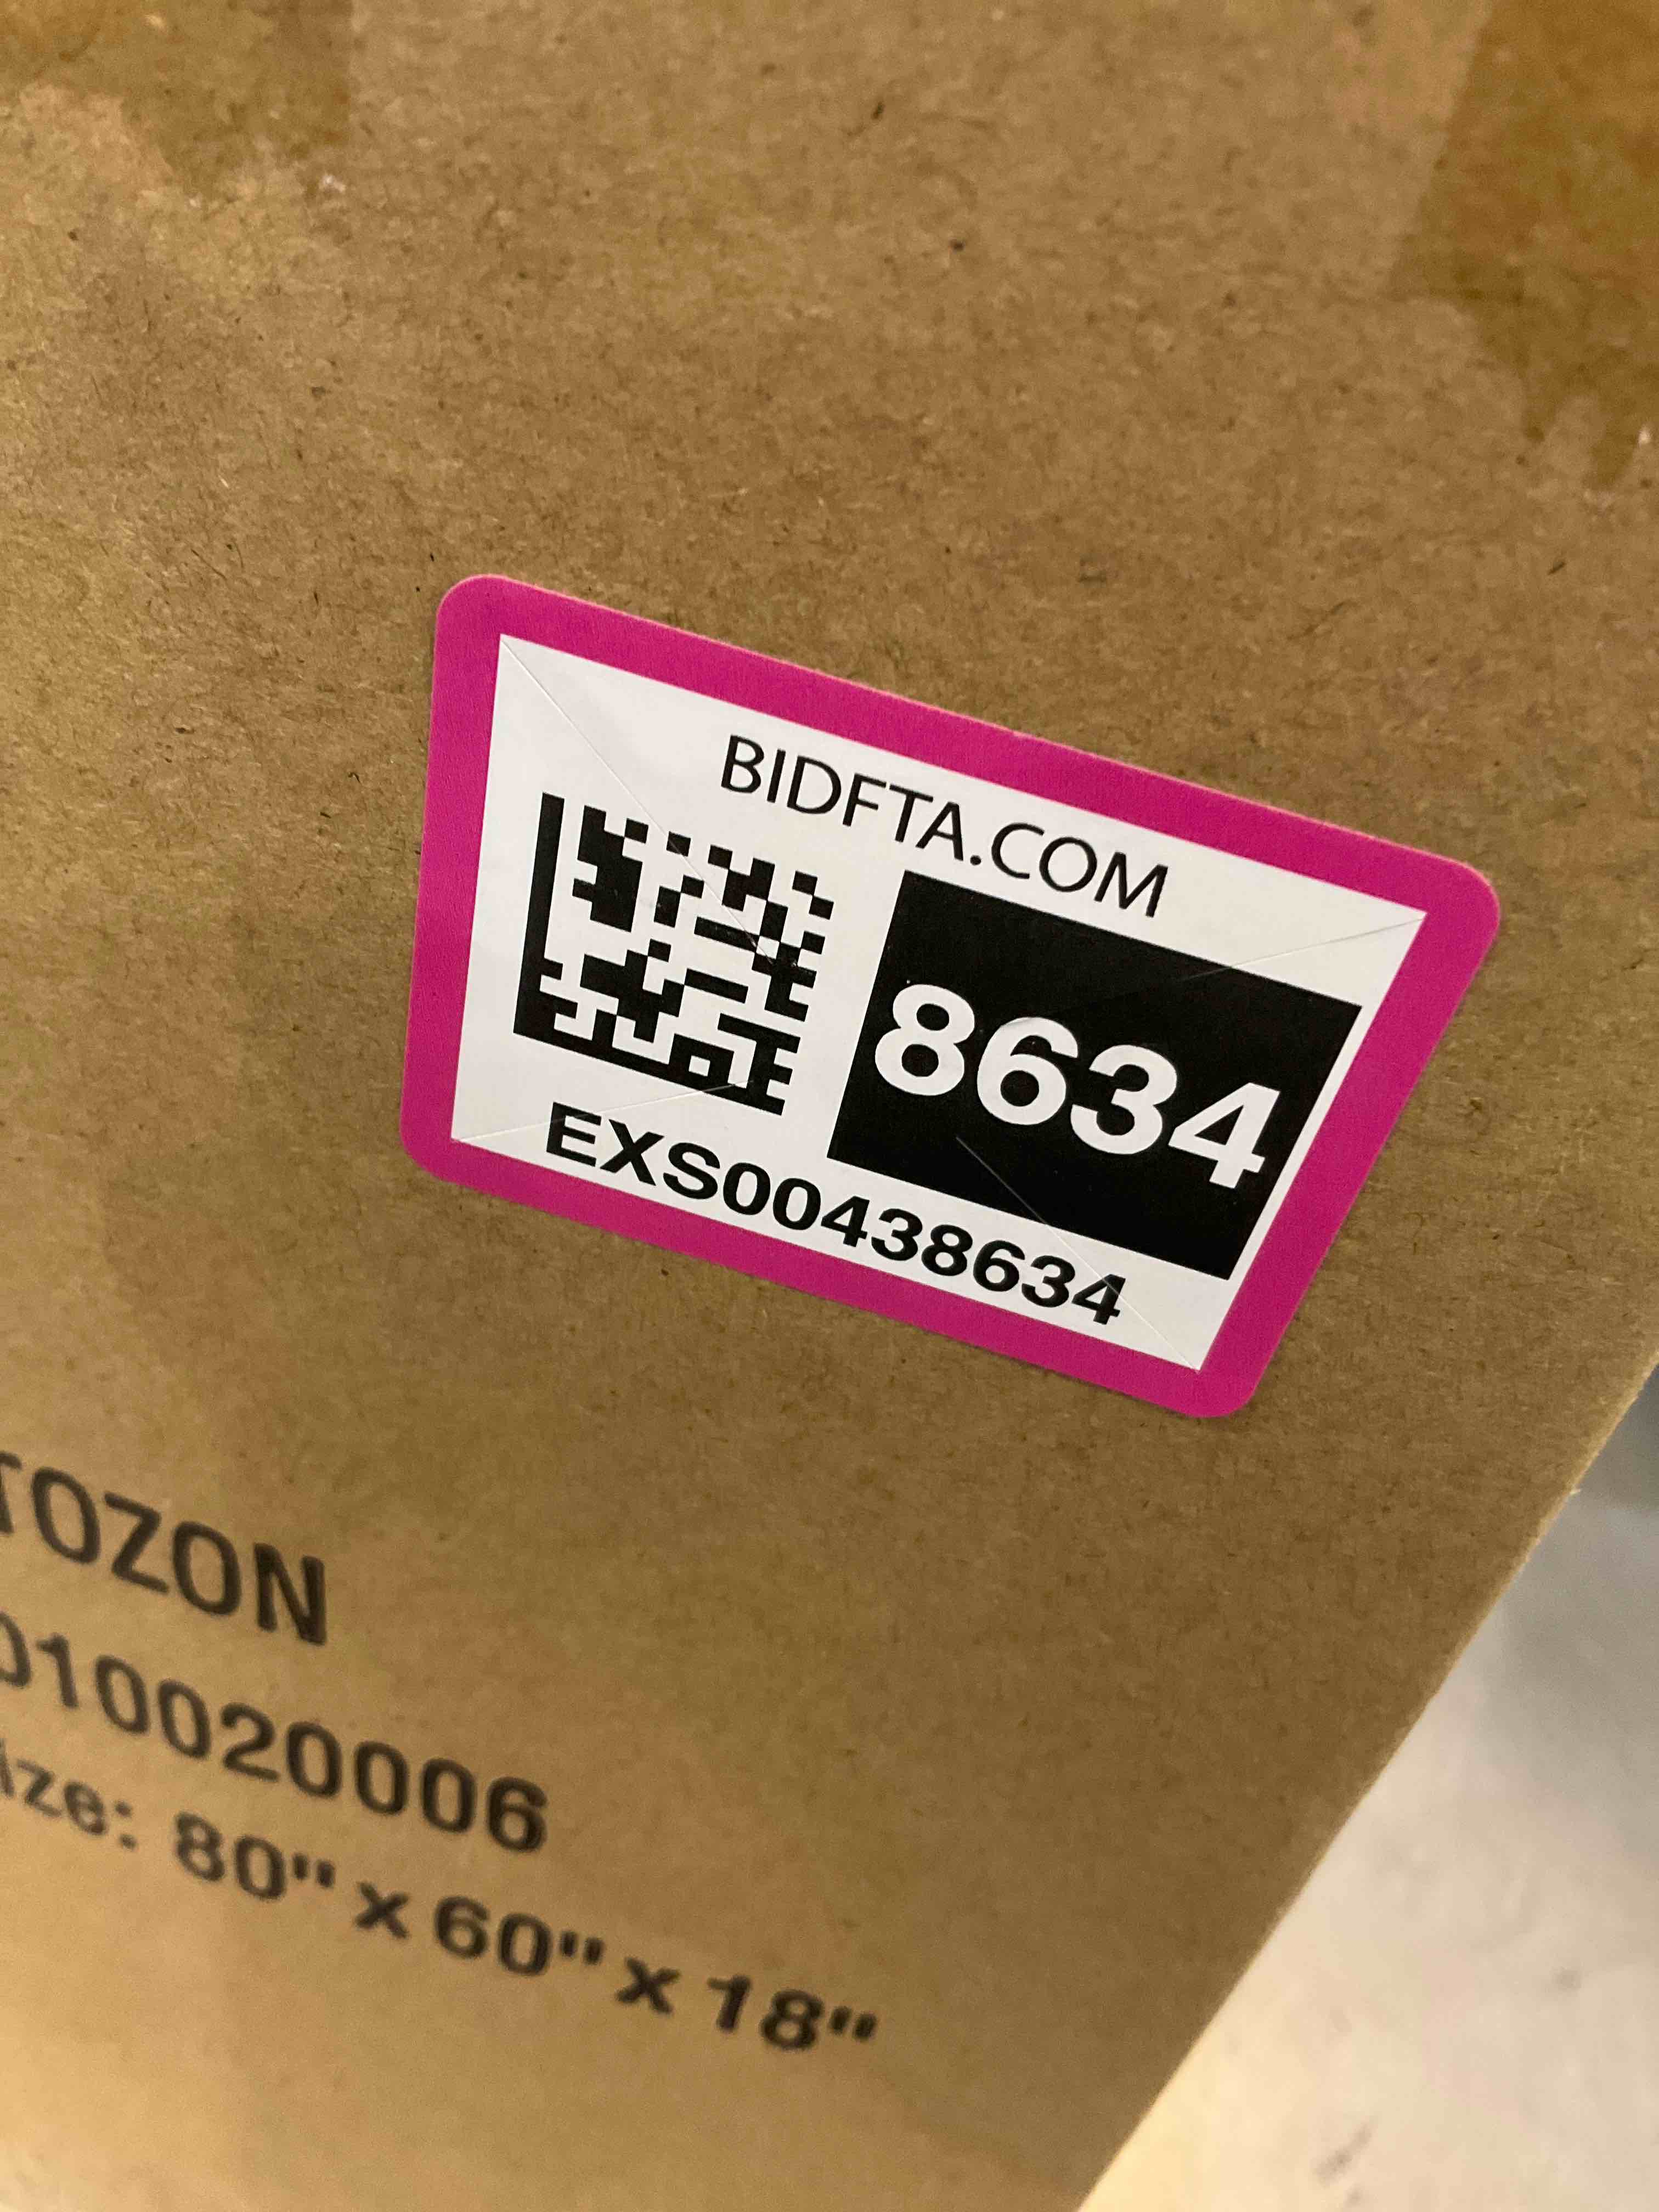 BIDFTA.COM
8634
EXS00438634
TOZON
010020006
ize: 80" x 60" x 18"